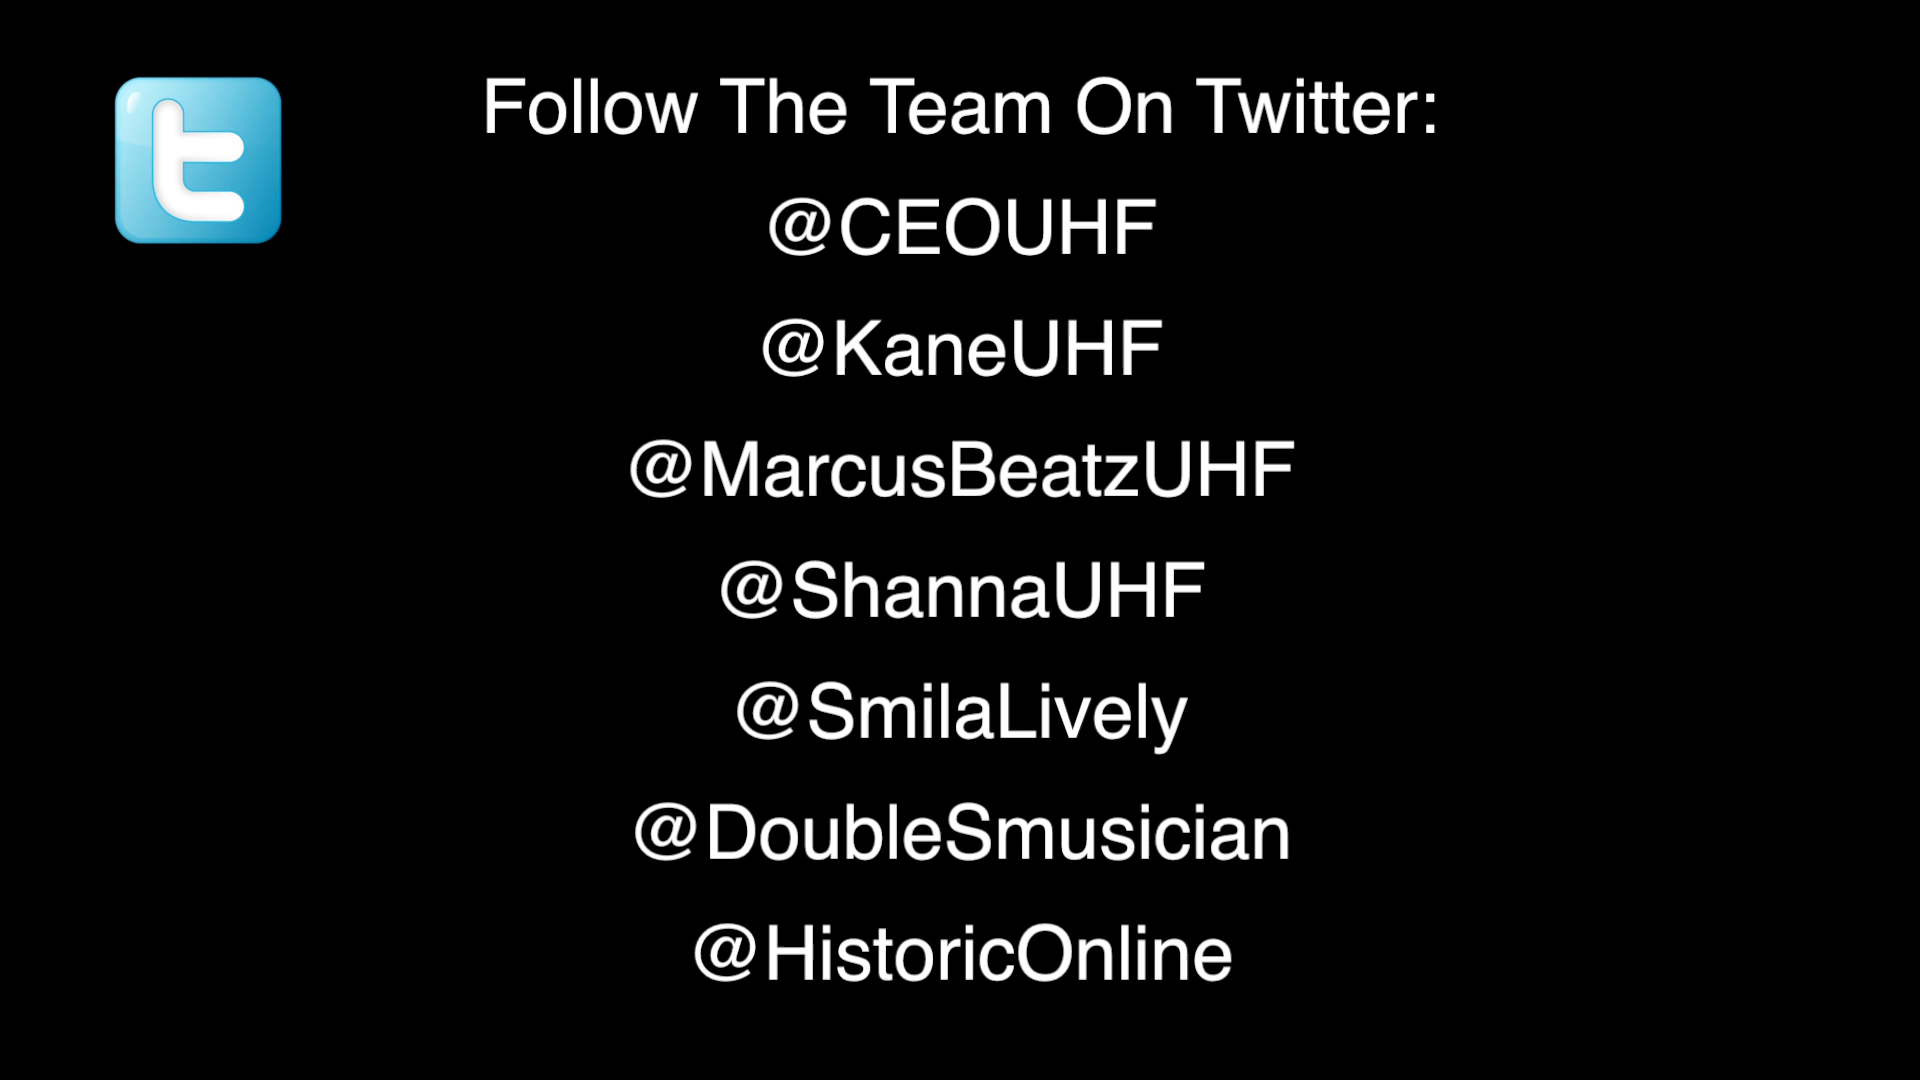 t
Follow The Team On Twitter:
@CEOUHF
@KaneUHF
@MarcusBeatzUHF
@ShannaUHF
@SmilaLively
@DoubleSmusician
@HistoricOnline